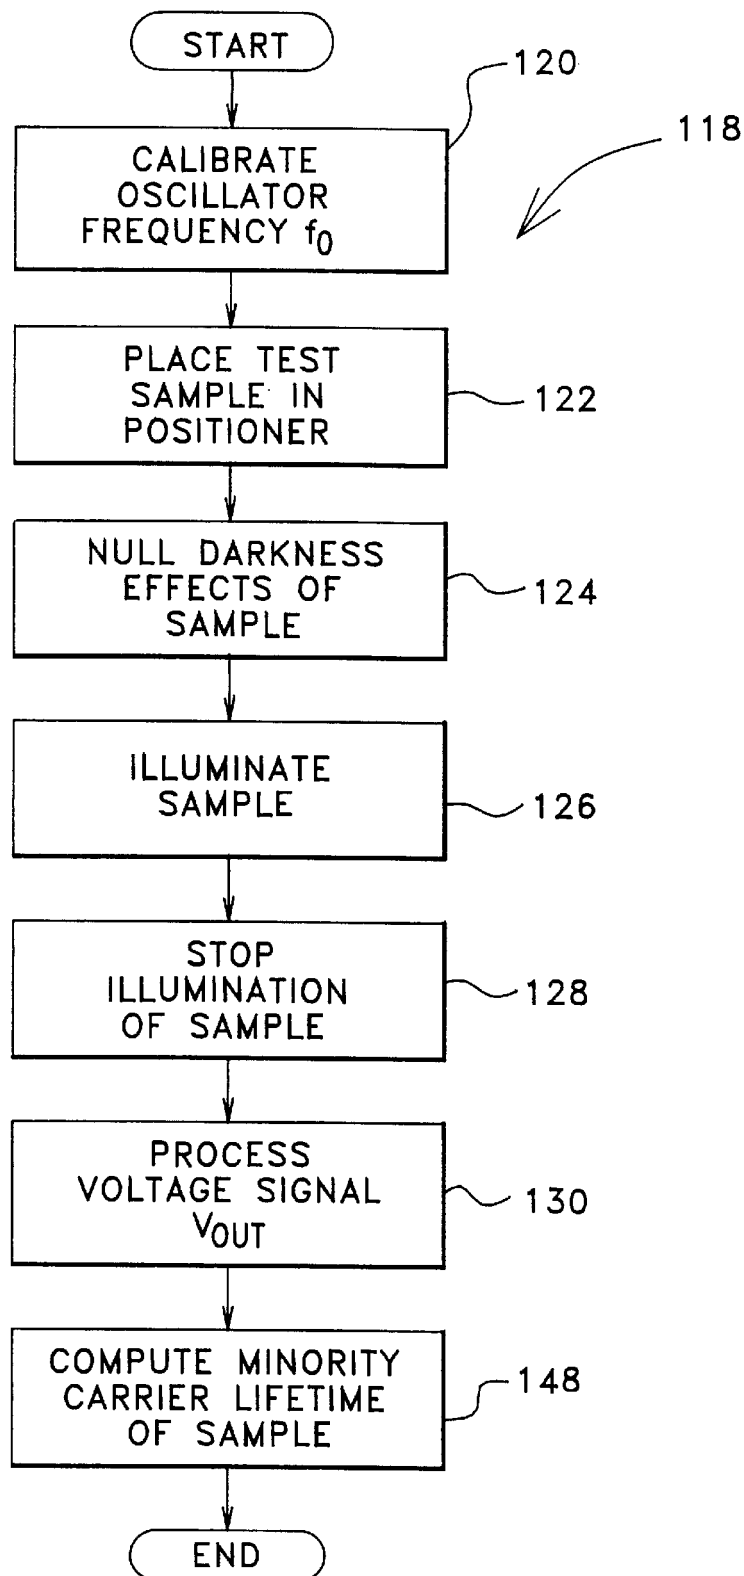 START
120
118
CALIBRATE
OSCILLATOR
FREQUENCY f0
PLACE TEST
SAMPLE IN
POSITIONER
122
NULL DARKNESS
EFFECTS OF
SAMPLE
124
ILLUMINATE
SAMPLE
126
STOP
ILLUMINATION
OF SAMPLE
128
PROCESS
VOLTAGE SIGNAL
VOUT
130
COMPUTE MINORITY
CARRIER LIFETIME
OF SAMPLE
148
END